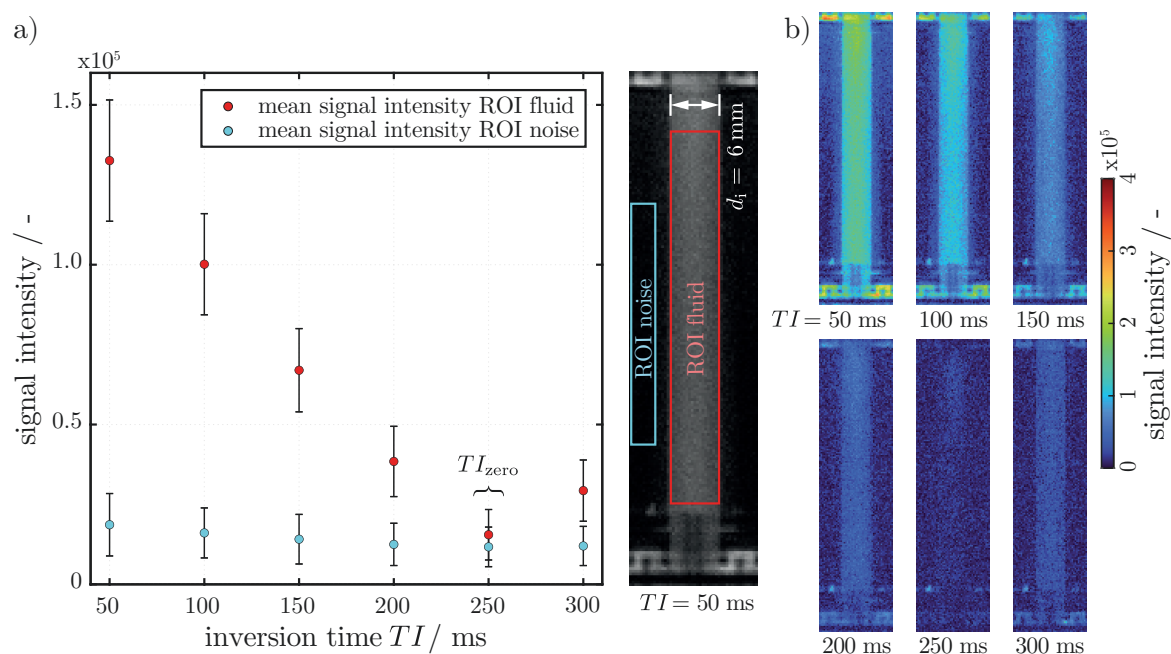 a)
x10⁵
1.5
1.0
0.5
0
signal intensity / -
mean signal intensity ROI fluid
mean signal intensity ROI noise
TI_zero
50 100 150 200 250 300
inversion time TI / ms
d_i = 6 mm
ROI noise
ROI fluid
TI = 50 ms
b)
TI = 50 ms 100 ms 150 ms
200 ms 250 ms 300 ms
x10⁵
4
3
2
1
0
signal intensity / -